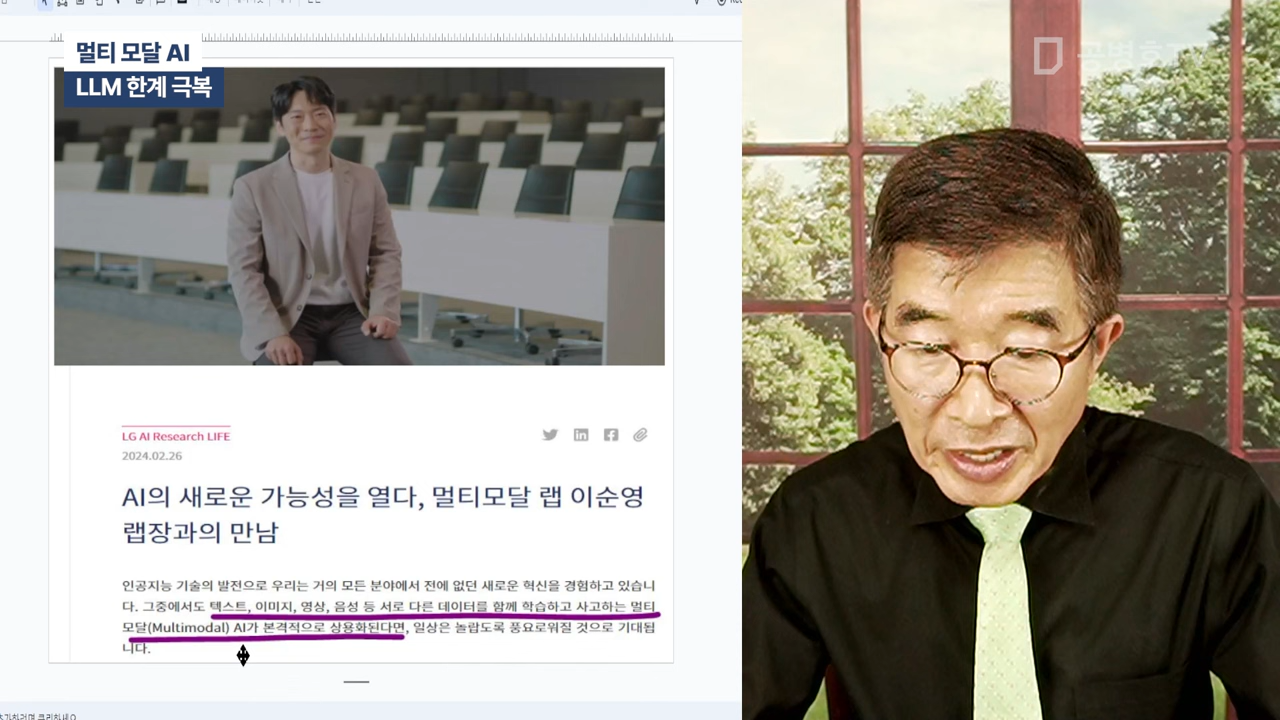 멀티 모달 AI
LLM 한계 극복
공병호TV
LG AI Research LIFE
2024.02.26
AI의 새로운 가능성을 열다, 멀티모달 랩 이순영
랩장과의 만남
인공지능 기술의 발전으로 우리는 거의 모든 분야에서 전에 없던 새로운 혁신을 경험하고 있습니
다. 그중에서도 텍스트, 이미지, 영상, 음성 등 서로 다른 데이터를 함께 학습하고 사고하는 멀티
모달(Multimodal) AI가 본격적으로 상용화된다면, 일상은 놀랍도록 풍요로워질 것으로 기대됩
니다.